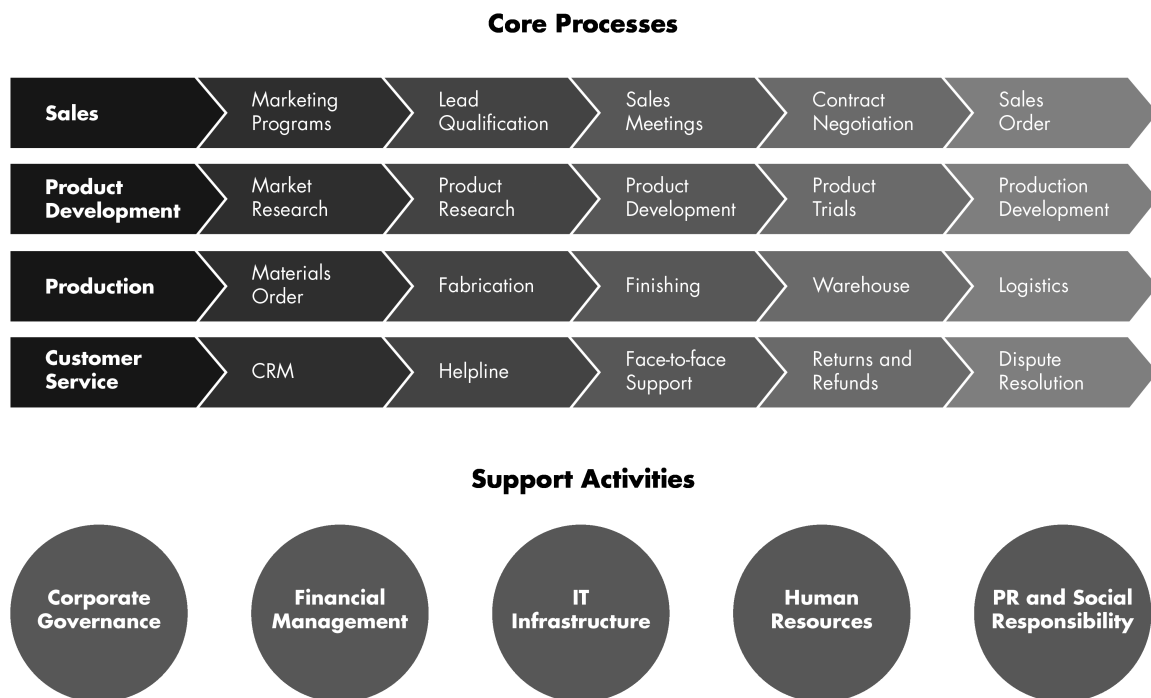 Core Processes
Sales
Marketing
Programs
Lead
Qualification
Sales
Meetings
Contract
Negotiation
Sales
Order
Product
Development
Market
Research
Product
Research
Product
Development
Product
Trials
Production
Development
Production
Materials
Order
Fabrication
Finishing
Warehouse
Logistics
Customer
Service
CRM
Helpline
Face-to-face
Support
Returns and
Refunds
Dispute
Resolution
Support Activities
Corporate
Governance
Financial
Management
IT
Infrastructure
Human
Resources
PR and Social
Responsibility